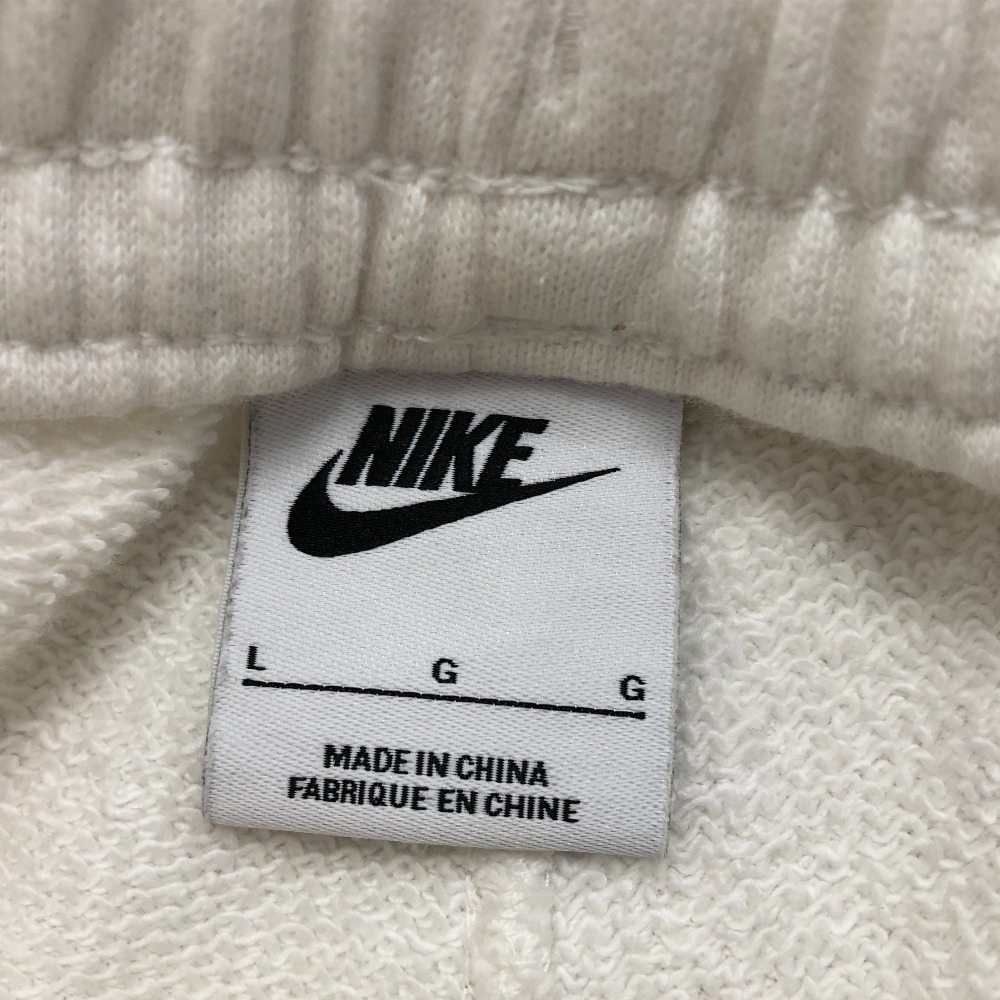 NIKE
L G G
MADE IN CHINA
FABRIQUE EN CHINE